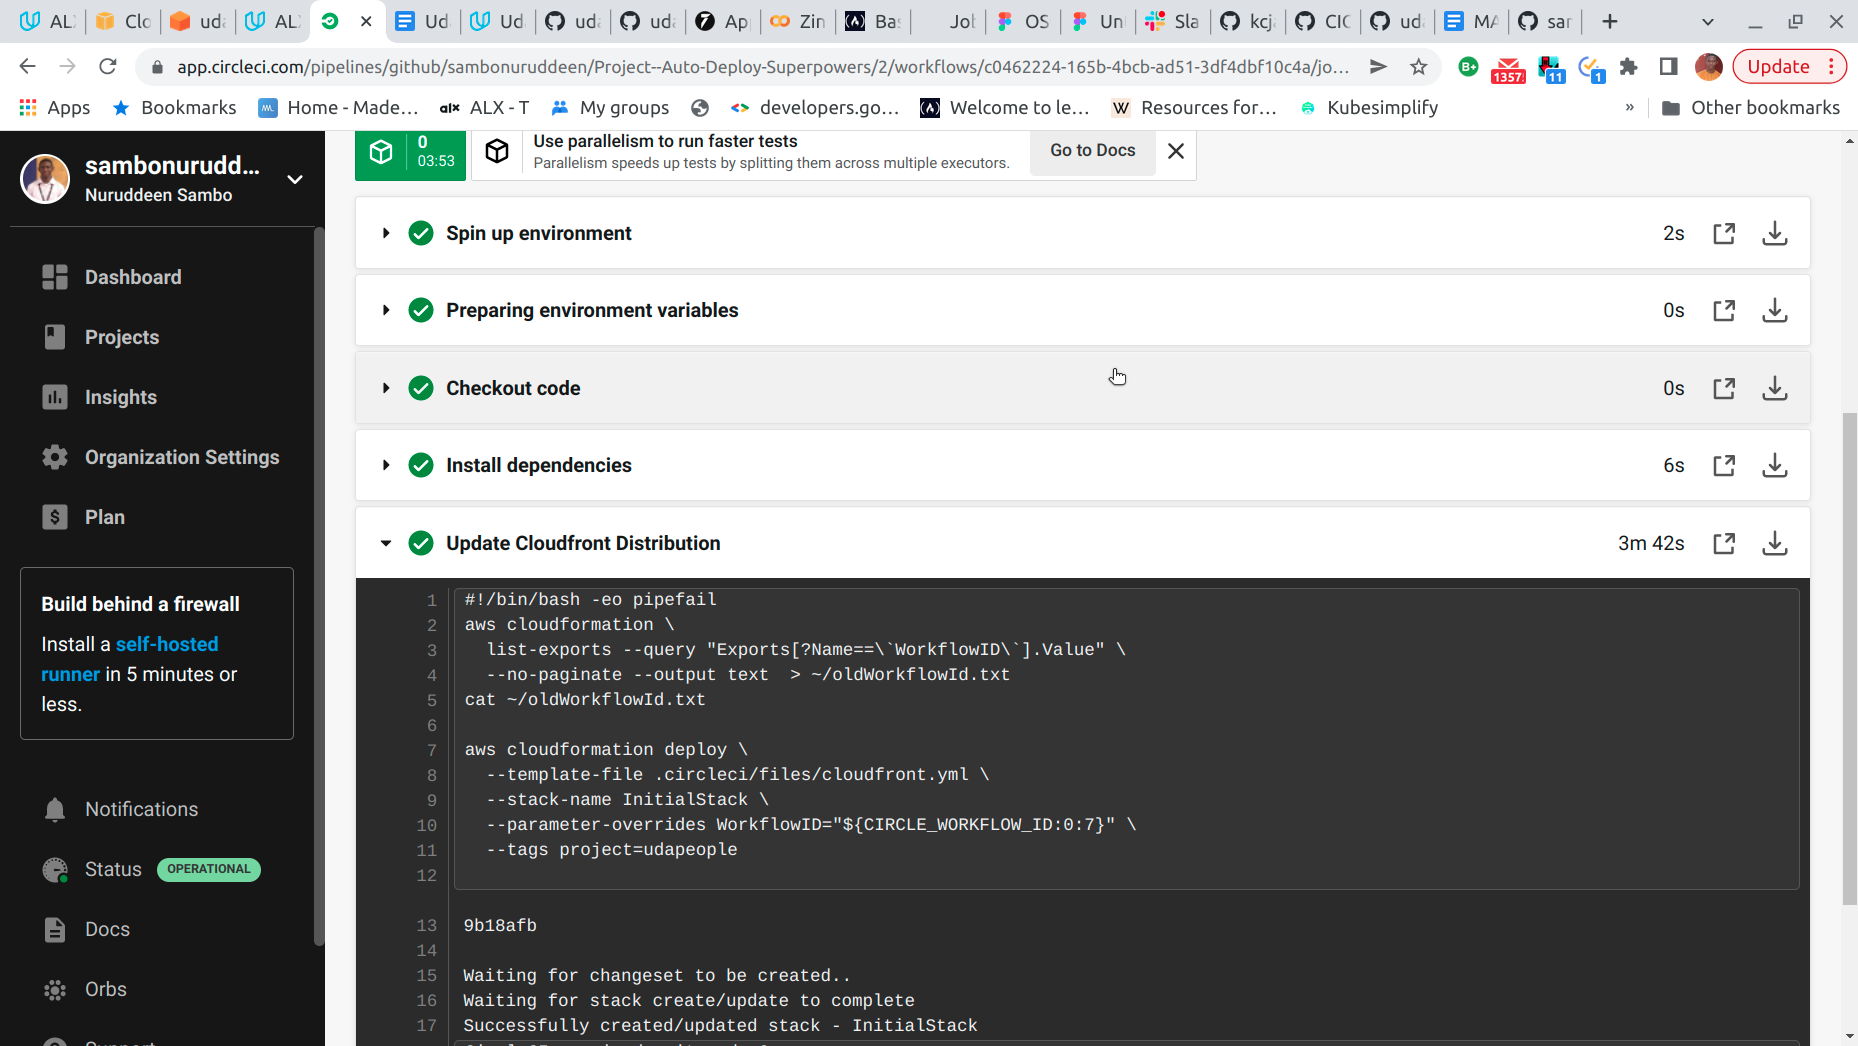 AL
Clo
uda
AL
Ud
Ud
uda
uda
App
Zin
Bas
Job
OS
Un
Sla
kcj
CIC
uda
MA
sar
app.circleci.com/pipelines/github/sambonuruddeen/Project--Auto-Deploy-Superpowers/2/workflows/c0462224-165b-4bcb-ad51-3df4dbf10c4a/jo...
B+
1357
11
1
Update
Apps
Bookmarks
Home - Made...
alx ALX - T
My groups
developers.go...
Welcome to le...
W Resources for...
Kubesimplify
»
Other bookmarks
sambonurudd...
Nuruddeen Sambo
Dashboard
Projects
Insights
Organization Settings
Plan
Build behind a firewall
Install a self-hosted
runner in 5 minutes or
less.
Notifications
Status OPERATIONAL
Docs
Orbs
Support
0
03:53
Use parallelism to run faster tests
Parallelism speeds up tests by splitting them across multiple executors.
Go to Docs
Spin up environment 2s
Preparing environment variables 0s
Checkout code 0s
Install dependencies 6s
Update Cloudfront Distribution 3m 42s
1 #!/bin/bash -eo pipefail
2 aws cloudformation \
3 list-exports --query "Exports[?Name==\`WorkflowID\`].Value" \
4 --no-paginate --output text > ~/oldWorkflowId.txt
5 cat ~/oldWorkflowId.txt
6
7 aws cloudformation deploy \
8 --template-file .circleci/files/cloudfront.yml \
9 --stack-name InitialStack \
10 --parameter-overrides WorkflowID="${CIRCLE_WORKFLOW_ID:0:7}" \
11 --tags project=udapeople
12
13 9b18afb
14
15 Waiting for changeset to be created..
16 Waiting for stack create/update to complete
17 Successfully created/updated stack - InitialStack